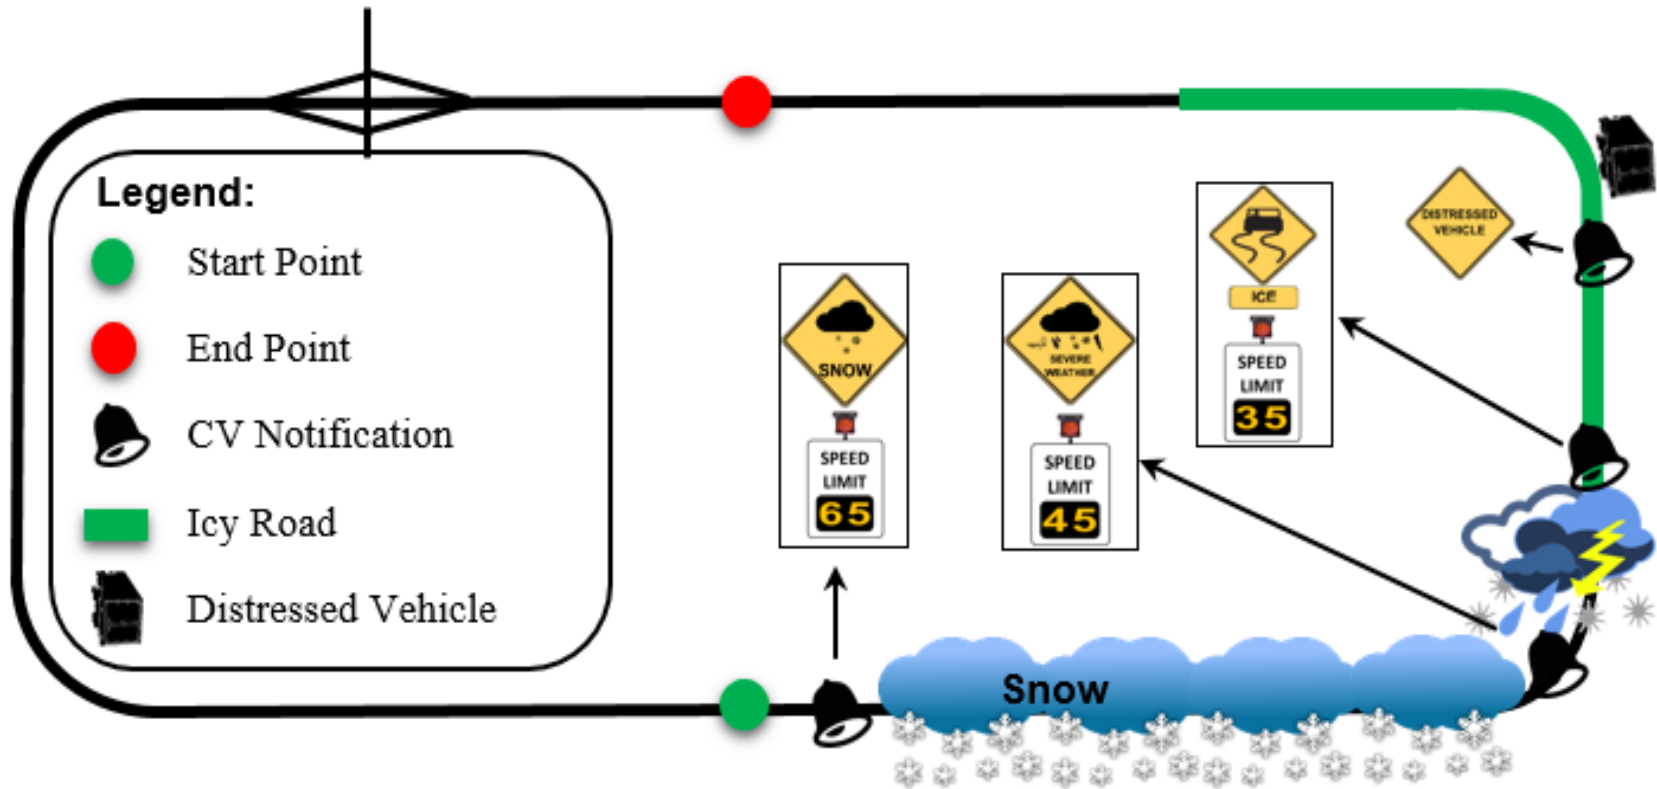 Legend:
Start Point
End Point
CV Notification
Icy Road
Distressed Vehicle
SNOW
SPEED
LIMIT
65
SEVERE
WEATHER
SPEED
LIMIT
45
ICE
SPEED
LIMIT
35
DISTRESSED
VEHICLE
Snow